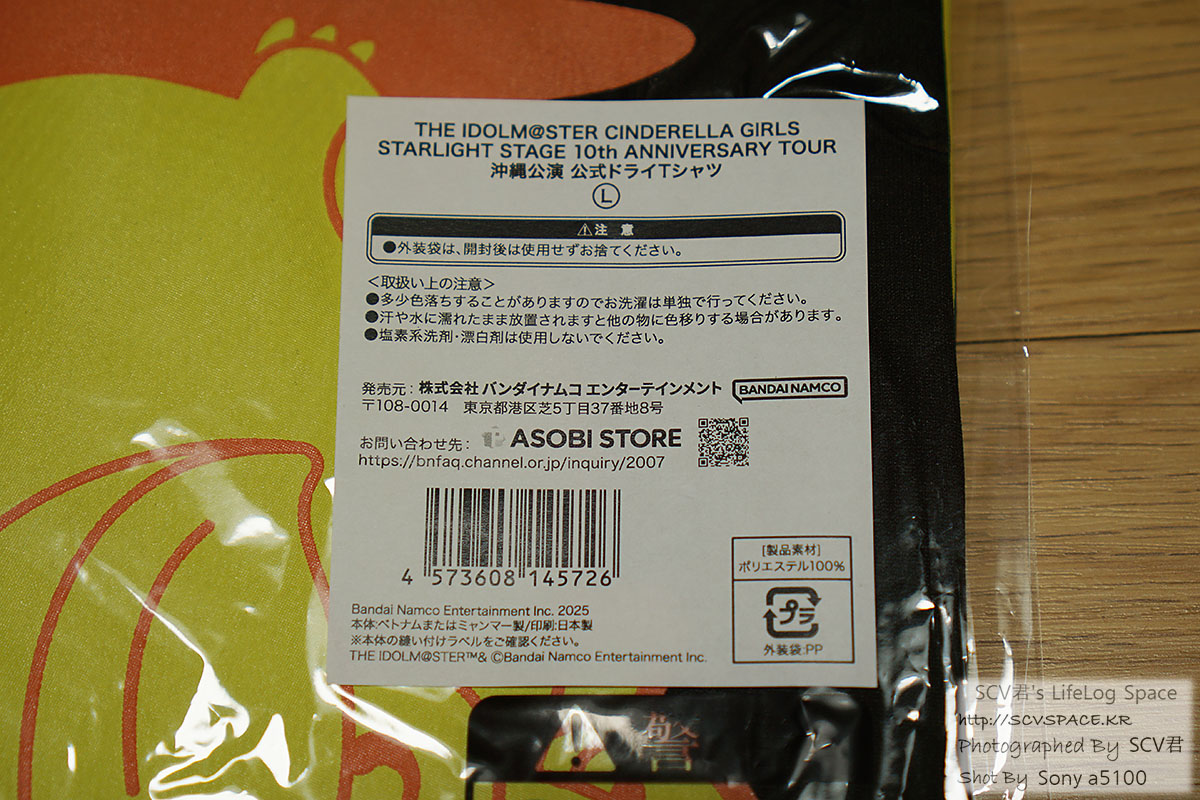 THE IDOLM@STER CINDERELLA GIRLS
STARLIGHT STAGE 10th ANNIVERSARY TOUR
沖縄公演 公式ドライTシャツ
L
⚠注 意
●外装袋は、開封後は使用せずお捨てください。
＜取扱い上の注意＞
●多少色落ちすることがありますのでお洗濯は単独で行ってください。
●汗や水に濡れたまま放置されますと他の物に色移りする場合があります。
●塩素系洗剤・漂白剤は使用しないでください。
発売元：株式会社 バンダイナムコ エンターテインメント BANDAI NAMCO
〒108-0014 東京都港区芝5丁目37番地8号
お問い合わせ先： ASOBI STORE
https://bnfaq.channel.or.jp/inquiry/2007
4 573608 145726
[製品素材]
ポリエステル100%
プラ
外装袋:PP
Bandai Namco Entertainment Inc. 2025
本体:ベトナムまたはミャンマー製/印刷:日本製
※本体の縫い付けラベルをご確認ください。
THE IDOLM@STER™& ©Bandai Namco Entertainment Inc.
警
SCV君's LifeLog Space
http://SCVSPACE.KR
Photographed By SCV君
Shot By Sony a5100